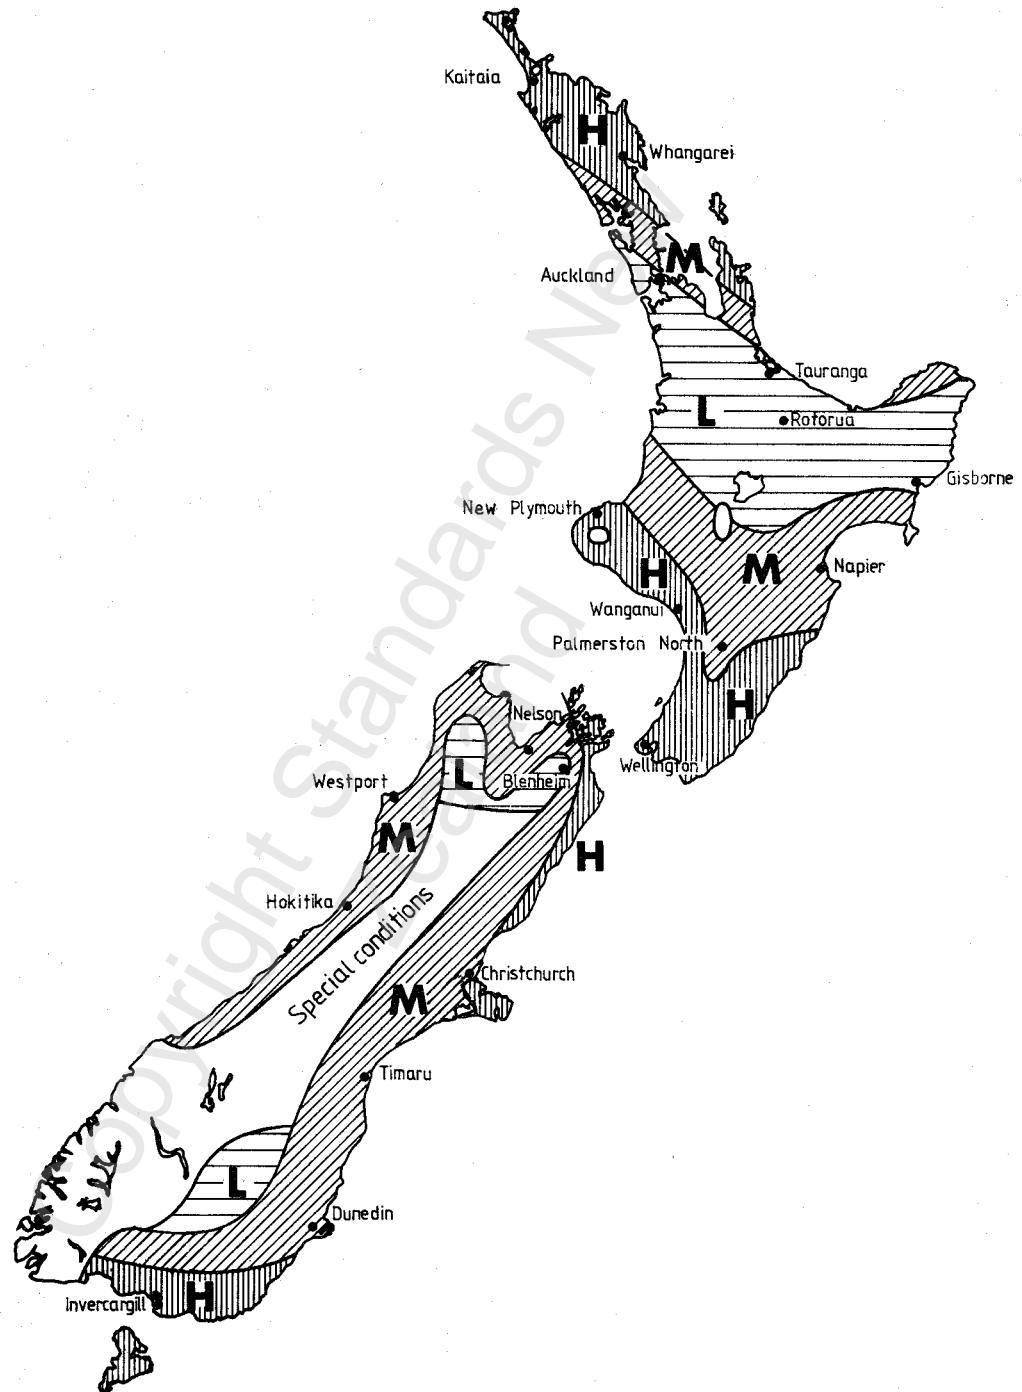 Kaitaia
H
Whangarei
M
Auckland
Tauranga
L
Rotorua
Gisborne
New Plymouth
H
M
Napier
Wanganui
Palmerston North
H
Nelson
Wellington
L
Blenheim
Westport
M
H
Hokitika
Special conditions
Christchurch
M
Timaru
L
Dunedin
H
Invercargill
Copyright Standards New
Zealand